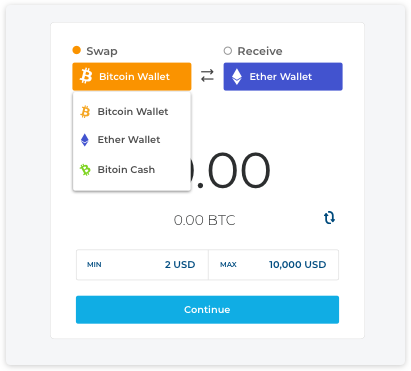 Swap
Receive
Bitcoin Wallet
Ether Wallet
Bitcoin Wallet
Ether Wallet
Bitoin Cash
.00
0.00 BTC
MIN 2 USD MAX 10,000 USD
Continue